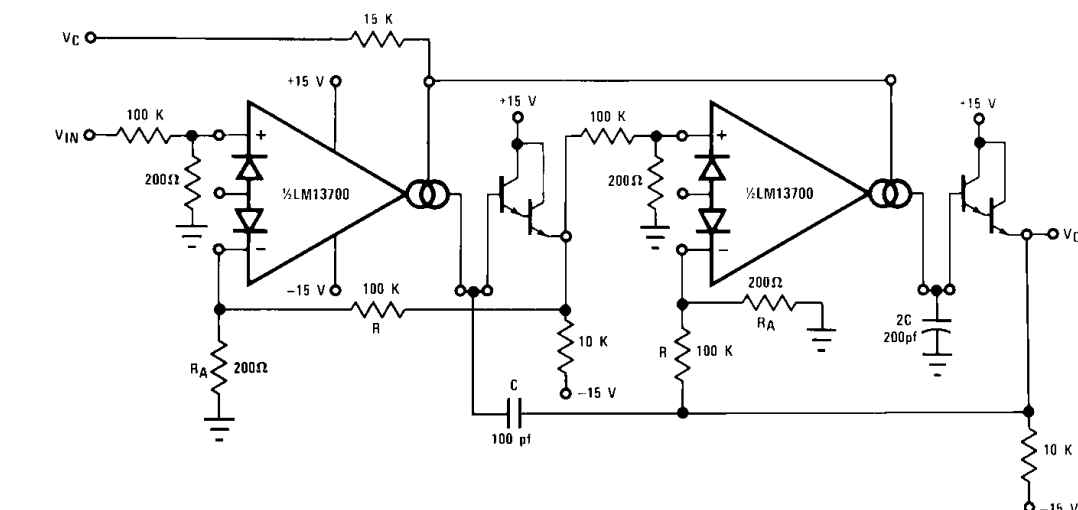 15 K
VC
+15 V
+15 V
-15 V
100 K
100 K
VIN
+
+
200Ω
½LM13700
200Ω
½LM13700
VO
−
−
−15 V
100 K
200Ω
R
RA
2C
200pf
RA
200Ω
10 K
R
100 K
C
−15 V
100 pf
10 K
−15 V